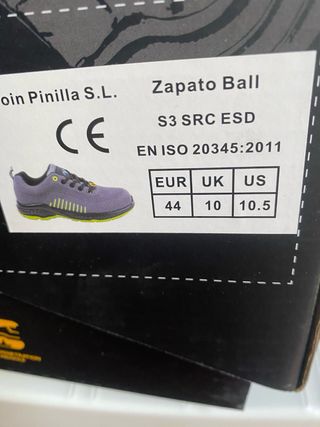 oin Pinilla S.L.
Zapato Ball
S3 SRC ESD
CE
EN ISO 20345:2011
EUR UK US
44 10 10.5